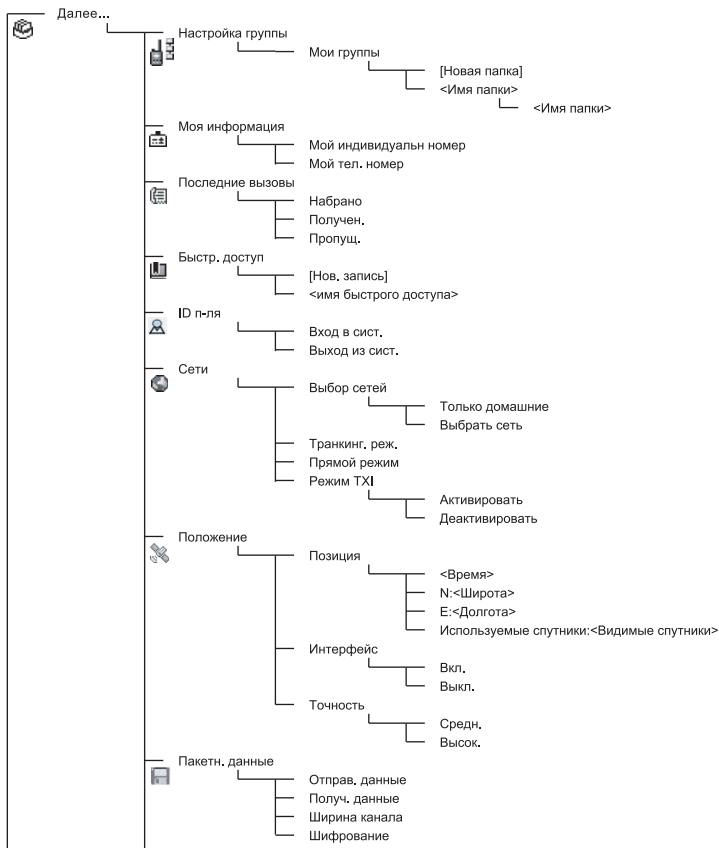 Далее...
Настройка группы
Мои группы
[Новая папка]
<Имя папки>
<Имя папки>
Моя информация
Мой индивидуальн номер
Мой тел. номер
Последние вызовы
Набрано
Получен.
Пропущ.
Быстр. доступ
[Нов. запись]
<имя быстрого доступа>
ID п-ля
Вход в сист.
Выход из сист.
Сети
Выбор сетей
Только домашние
Выбрать сеть
Транкинг. реж.
Прямой режим
Режим TXI
Активировать
Деактивировать
Положение
Позиция
<Время>
N:<Широта>
E:<Долгота>
Используемые спутники:<Видимые спутники>
Интерфейс
Вкл.
Выкл.
Точность
Средн.
Высок.
Пакетн. данные
Отправ. данные
Получ. данные
Ширина канала
Шифрование